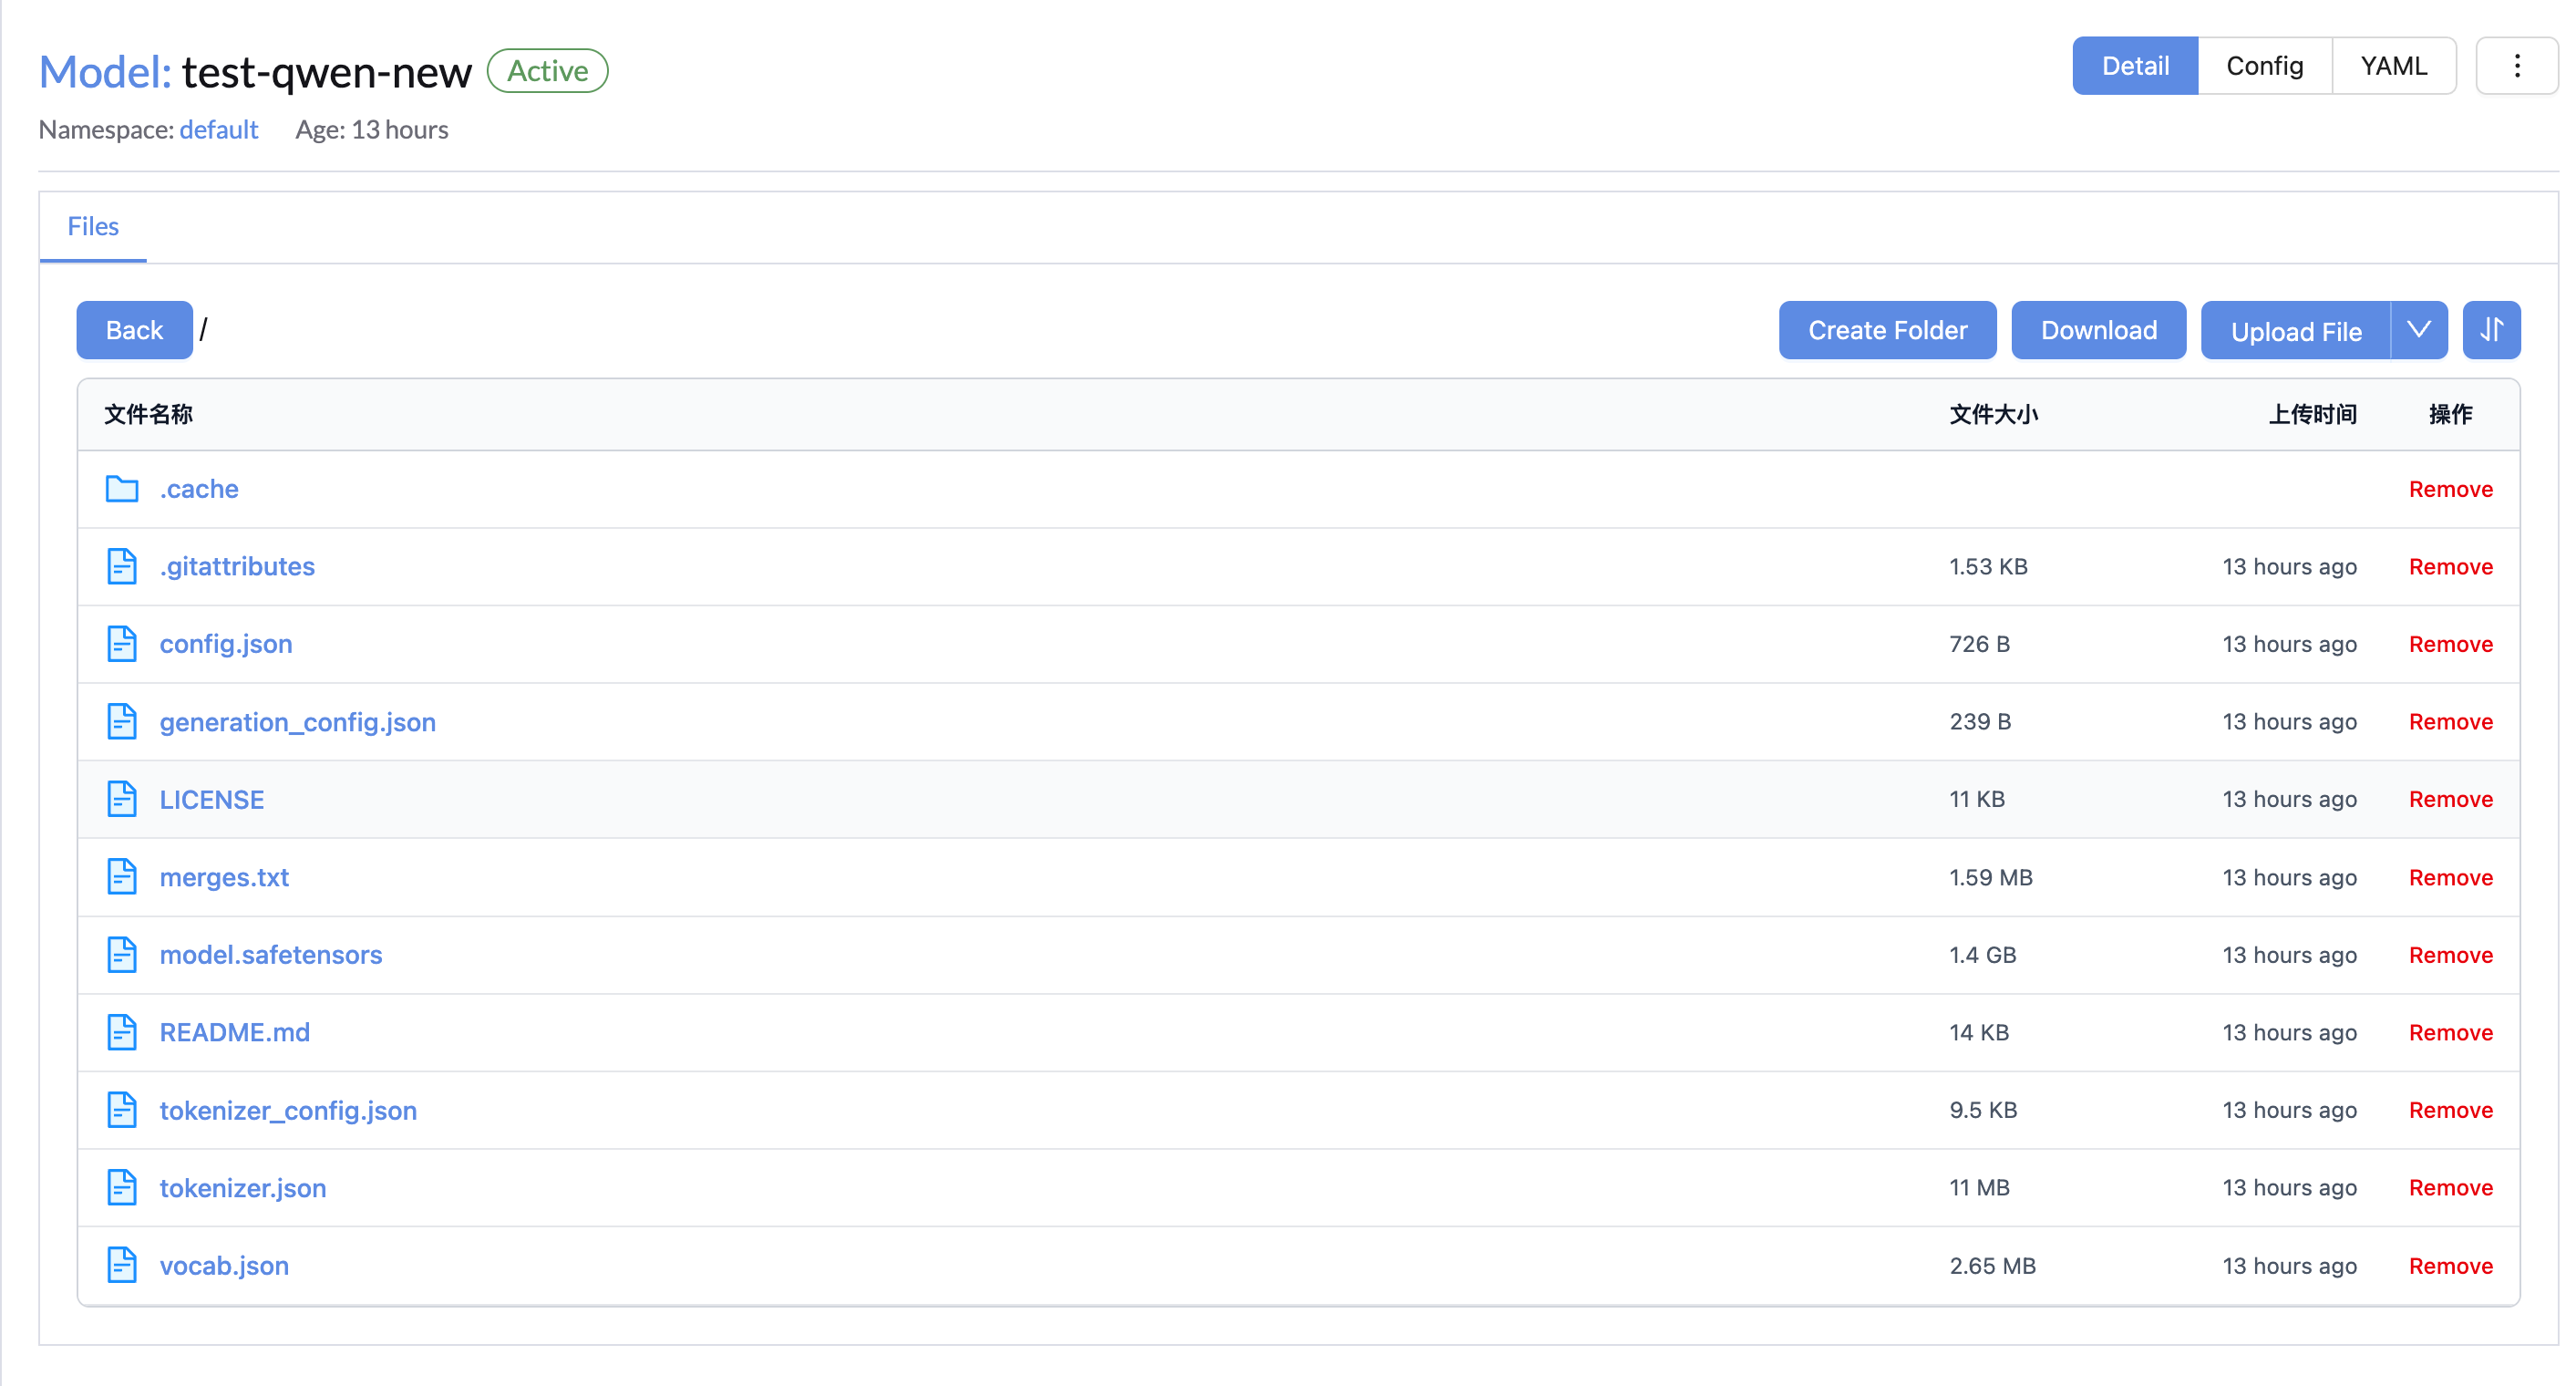 Model: test-qwen-new Active
Detail Config YAML
Namespace: default Age: 13 hours
Files
Back / Create Folder Download Upload File
文件名称 文件大小 上传时间 操作
.cache Remove
.gitattributes 1.53 KB 13 hours ago Remove
config.json 726 B 13 hours ago Remove
generation_config.json 239 B 13 hours ago Remove
LICENSE 11 KB 13 hours ago Remove
merges.txt 1.59 MB 13 hours ago Remove
model.safetensors 1.4 GB 13 hours ago Remove
README.md 14 KB 13 hours ago Remove
tokenizer_config.json 9.5 KB 13 hours ago Remove
tokenizer.json 11 MB 13 hours ago Remove
vocab.json 2.65 MB 13 hours ago Remove